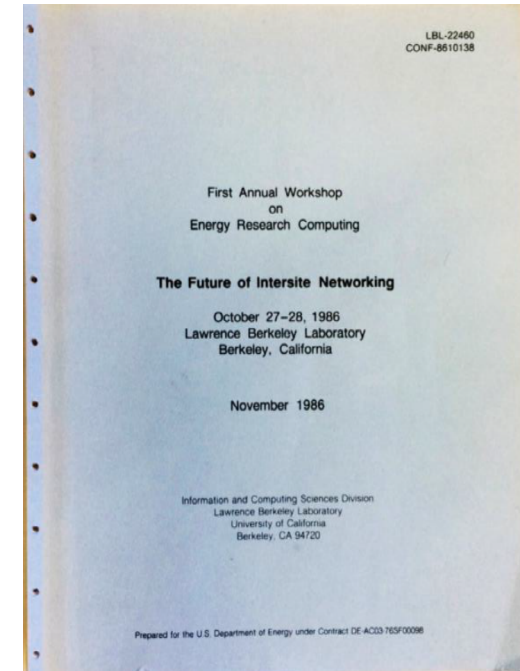 LBL-22460
CONF-8610138
First Annual Workshop
on
Energy Research Computing
The Future of Intersite Networking
October 27–28, 1986
Lawrence Berkeley Laboratory
Berkeley, California
November 1986
Information and Computing Sciences Division
Lawrence Berkeley Laboratory
University of California
Berkeley, CA 94720
Prepared for the U.S. Department of Energy under Contract DE-AC03-76SF00098